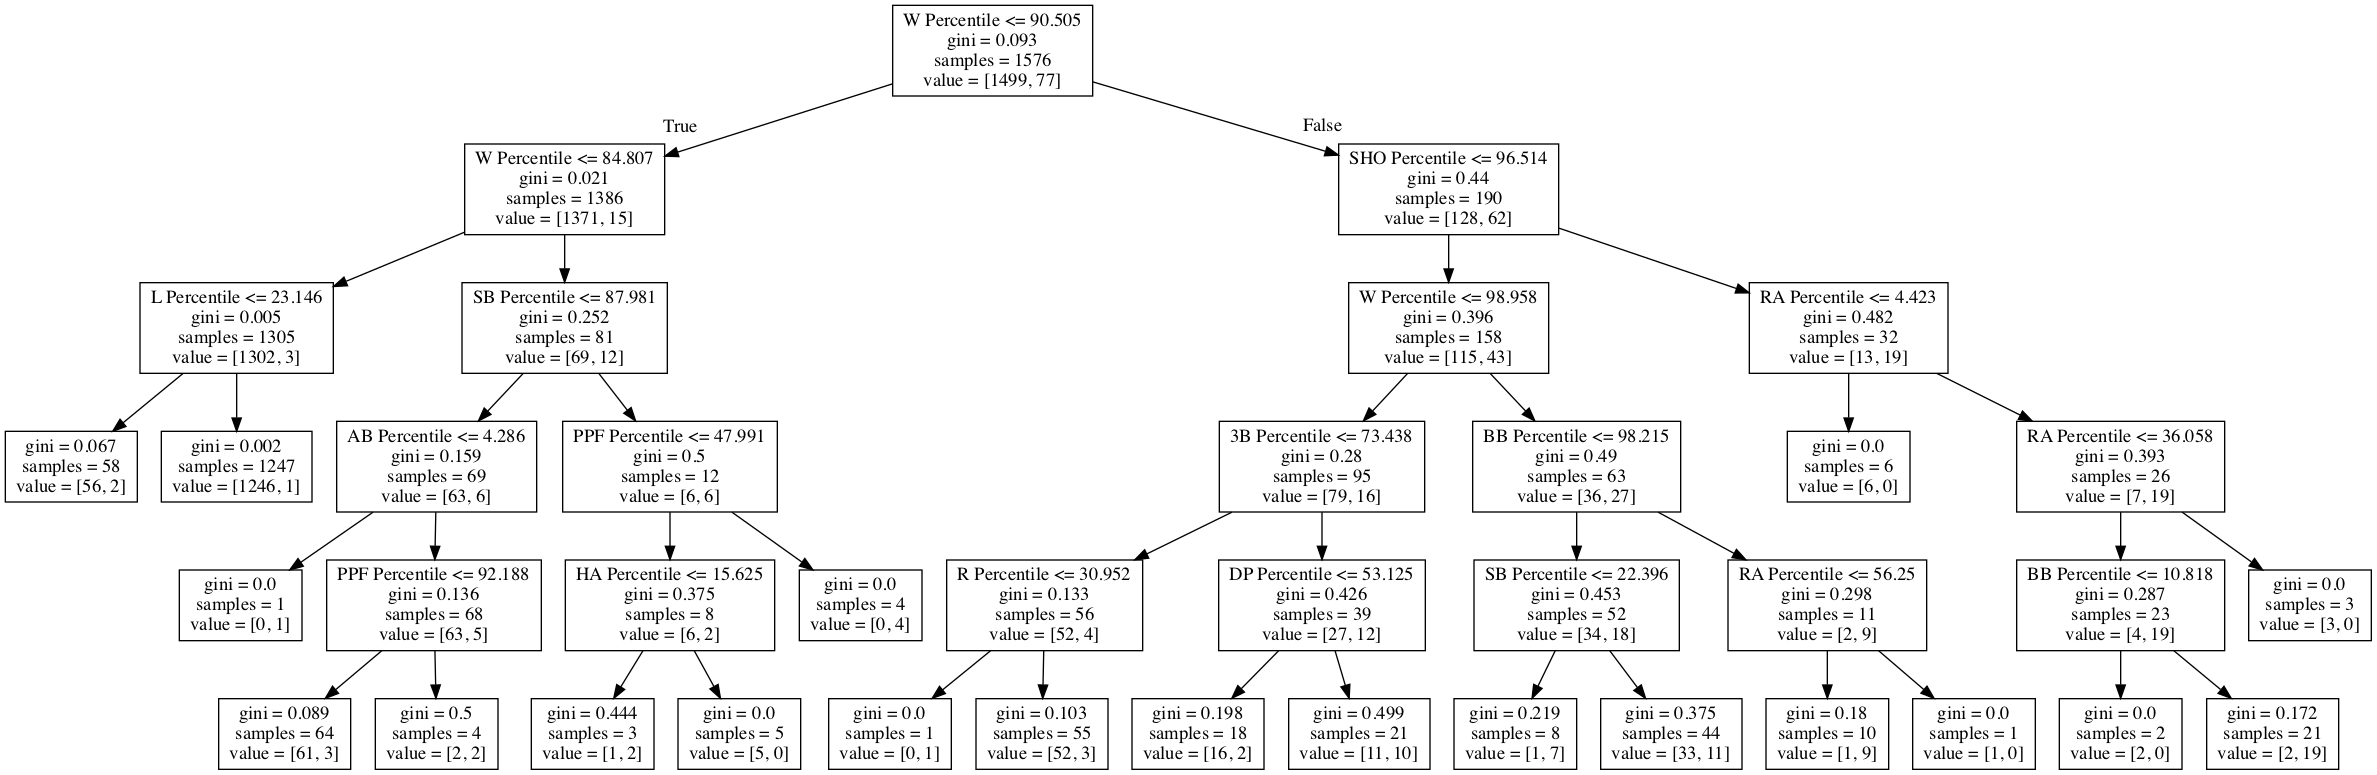 W Percentile <= 90.505
gini = 0.093
samples = 1576
value = [1499, 77]
True
False
W Percentile <= 84.807
gini = 0.021
samples = 1386
value = [1371, 15]
SHO Percentile <= 96.514
gini = 0.44
samples = 190
value = [128, 62]
L Percentile <= 23.146
gini = 0.005
samples = 1305
value = [1302, 3]
SB Percentile <= 87.981
gini = 0.252
samples = 81
value = [69, 12]
W Percentile <= 98.958
gini = 0.396
samples = 158
value = [115, 43]
RA Percentile <= 4.423
gini = 0.482
samples = 32
value = [13, 19]
gini = 0.067
samples = 58
value = [56, 2]
gini = 0.002
samples = 1247
value = [1246, 1]
AB Percentile <= 4.286
gini = 0.159
samples = 69
value = [63, 6]
PPF Percentile <= 47.991
gini = 0.5
samples = 12
value = [6, 6]
3B Percentile <= 73.438
gini = 0.28
samples = 95
value = [79, 16]
BB Percentile <= 98.215
gini = 0.49
samples = 63
value = [36, 27]
gini = 0.0
samples = 6
value = [6, 0]
RA Percentile <= 36.058
gini = 0.393
samples = 26
value = [7, 19]
gini = 0.0
samples = 1
value = [0, 1]
PPF Percentile <= 92.188
gini = 0.136
samples = 68
value = [63, 5]
HA Percentile <= 15.625
gini = 0.375
samples = 8
value = [6, 2]
gini = 0.0
samples = 4
value = [0, 4]
R Percentile <= 30.952
gini = 0.133
samples = 56
value = [52, 4]
DP Percentile <= 53.125
gini = 0.426
samples = 39
value = [27, 12]
SB Percentile <= 22.396
gini = 0.453
samples = 52
value = [34, 18]
RA Percentile <= 56.25
gini = 0.298
samples = 11
value = [2, 9]
BB Percentile <= 10.818
gini = 0.287
samples = 23
value = [4, 19]
gini = 0.0
samples = 3
value = [3, 0]
gini = 0.089
samples = 64
value = [61, 3]
gini = 0.5
samples = 4
value = [2, 2]
gini = 0.444
samples = 3
value = [1, 2]
gini = 0.0
samples = 5
value = [5, 0]
gini = 0.0
samples = 1
value = [0, 1]
gini = 0.103
samples = 55
value = [52, 3]
gini = 0.198
samples = 18
value = [16, 2]
gini = 0.499
samples = 21
value = [11, 10]
gini = 0.219
samples = 8
value = [1, 7]
gini = 0.375
samples = 44
value = [33, 11]
gini = 0.18
samples = 10
value = [1, 9]
gini = 0.0
samples = 1
value = [1, 0]
gini = 0.0
samples = 2
value = [2, 0]
gini = 0.172
samples = 21
value = [2, 19]